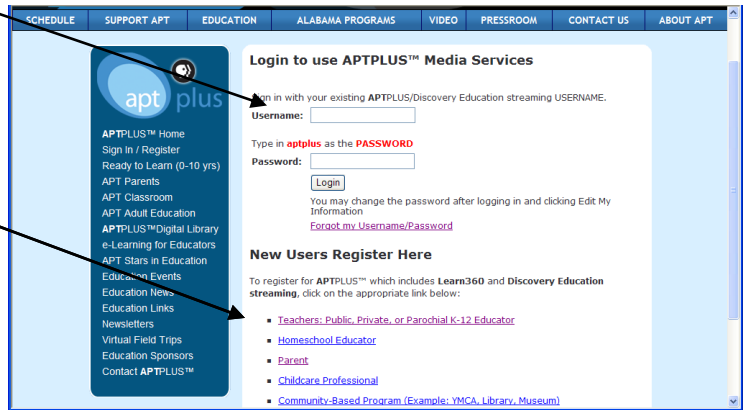 SCHEDULE SUPPORT APT EDUCATION ALABAMA PROGRAMS VIDEO PRESSROOM CONTACT US ABOUT APT
apt plus
APTPLUS™ Home
Sign In / Register
Ready to Learn (0-10 yrs)
APT Parents
APT Classroom
APT Adult Education
APTPLUS™Digital Library
e-Learning for Educators
APT Stars in Education
Education Events
Education News
Education Links
Newsletters
Virtual Field Trips
Education Sponsors
Contact APTPLUS™
Login to use APTPLUS™ Media Services
Sign in with your existing APTPLUS/Discovery Education streaming USERNAME.
Username:
Type in aptplus as the PASSWORD
Password:
Login
You may change the password after logging in and clicking Edit My
Information
Forgot my Username/Password
New Users Register Here
To register for APTPLUS™ which includes Learn360 and Discovery Education
streaming, click on the appropriate link below:
Teachers: Public, Private, or Parochial K-12 Educator
Homeschool Educator
Parent
Childcare Professional
Community-Based Program (Example: YMCA, Library, Museum)